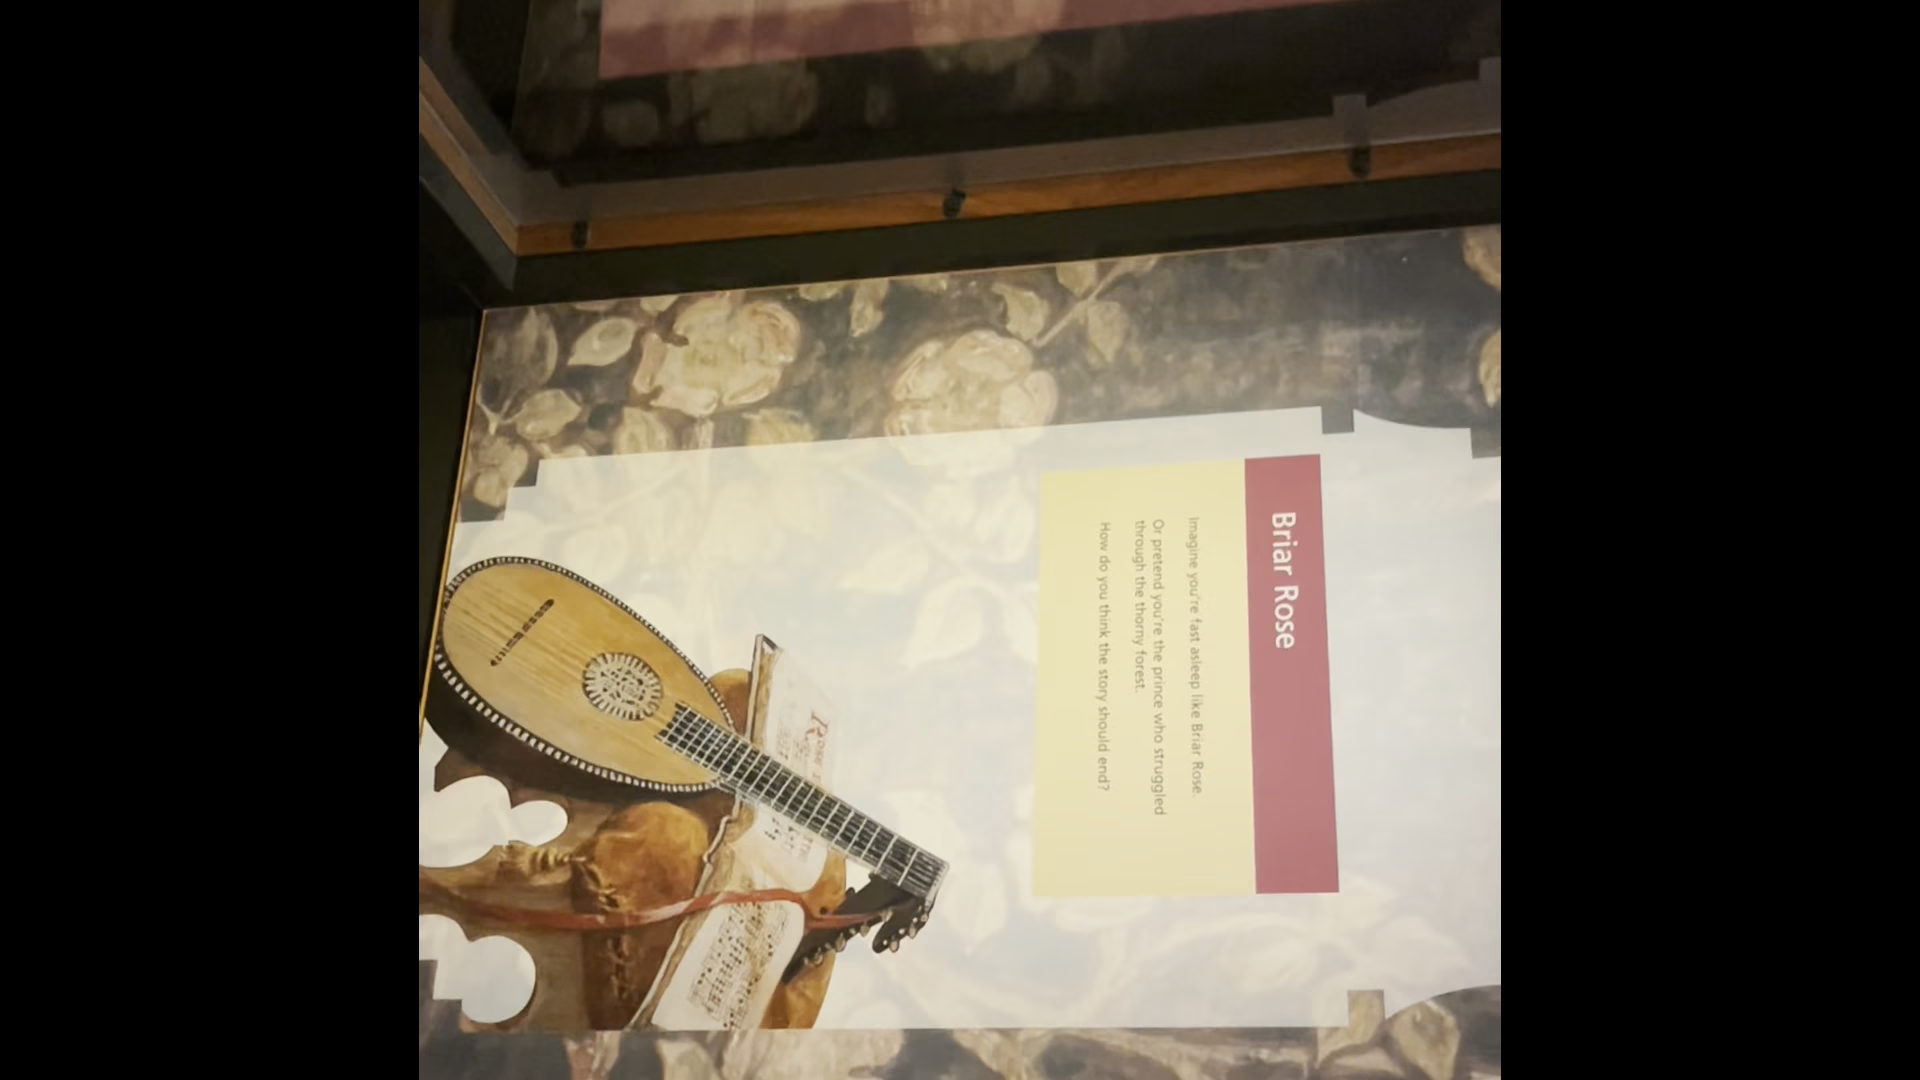 Briar Rose
Imagine you're fast asleep like Briar Rose.
Or pretend you're the prince who struggled
through the thorny forest.
How do you think the story should end?